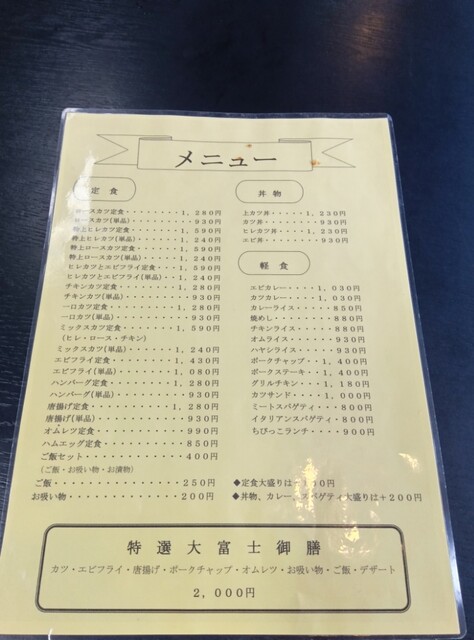 メニュー
定食
ロースカツ定食・・・・・・・・1,280円
ロースカツ(単品)・・・・・・・930円
特上ヒレカツ定食・・・・・・・1,590円
特上ヒレカツ(単品)・・・・・・1,240円
特上ロースカツ定食・・・・・・1,590円
特上ロースカツ(単品)・・・・・1,240円
ヒレカツとエビフライ定食・・・1,590円
ヒレカツとエビフライ(単品)・・1,240円
チキンカツ定食・・・・・・・・1,280円
チキンカツ(単品)・・・・・・・930円
一口カツ定食・・・・・・・・・1,280円
一口カツ(単品)・・・・・・・・930円
ミックスカツ定食・・・・・・・1,590円
(ヒレ・ロース・チキン)
ミックスカツ(単品)・・・・・・1,240円
エビフライ定食・・・・・・・・1,430円
エビフライ(単品)・・・・・・・1,080円
ハンバーグ定食・・・・・・・・1,280円
ハンバーグ(単品)・・・・・・・930円
唐揚げ定食・・・・・・・・・・1,280円
唐揚げ(単品)・・・・・・・・・930円
オムレツ定食・・・・・・・・・990円
ハムエッグ定食・・・・・・・・850円
ご飯セット・・・・・・・・・・400円
(ご飯・お吸い物・お漬物)
ご飯・・・・・・・・・・・・・250円
お吸い物・・・・・・・・・・・200円
丼物
上カツ丼・・・・・1,230円
カツ丼・・・・・・930円
ヒレカツ丼・・・・1,230円
エビ丼・・・・・・930円
軽食
エビカレー・・・・1,030円
カツカレー・・・・1,030円
カレーライス・・・・850円
焼めし・・・・・・・880円
チキンライス・・・・880円
オムライス・・・・・930円
ハヤシライス・・・・930円
ポークチャップ・・1,400円
ポークステーキ・・1,400円
グリルチキン・・・1,180円
カツサンド・・・・1,000円
ミートスパゲティ・・・800円
イタリアンスパゲティ・・800円
ちびっこランチ・・・・900円
◆定食大盛りは+
◆丼物、カレー、スパゲティ大盛りは+200円
特選大富士御膳
カツ・エビフライ・唐揚げ・ポークチャップ・オムレツ・お吸い物・ご飯・デザート
2,000円